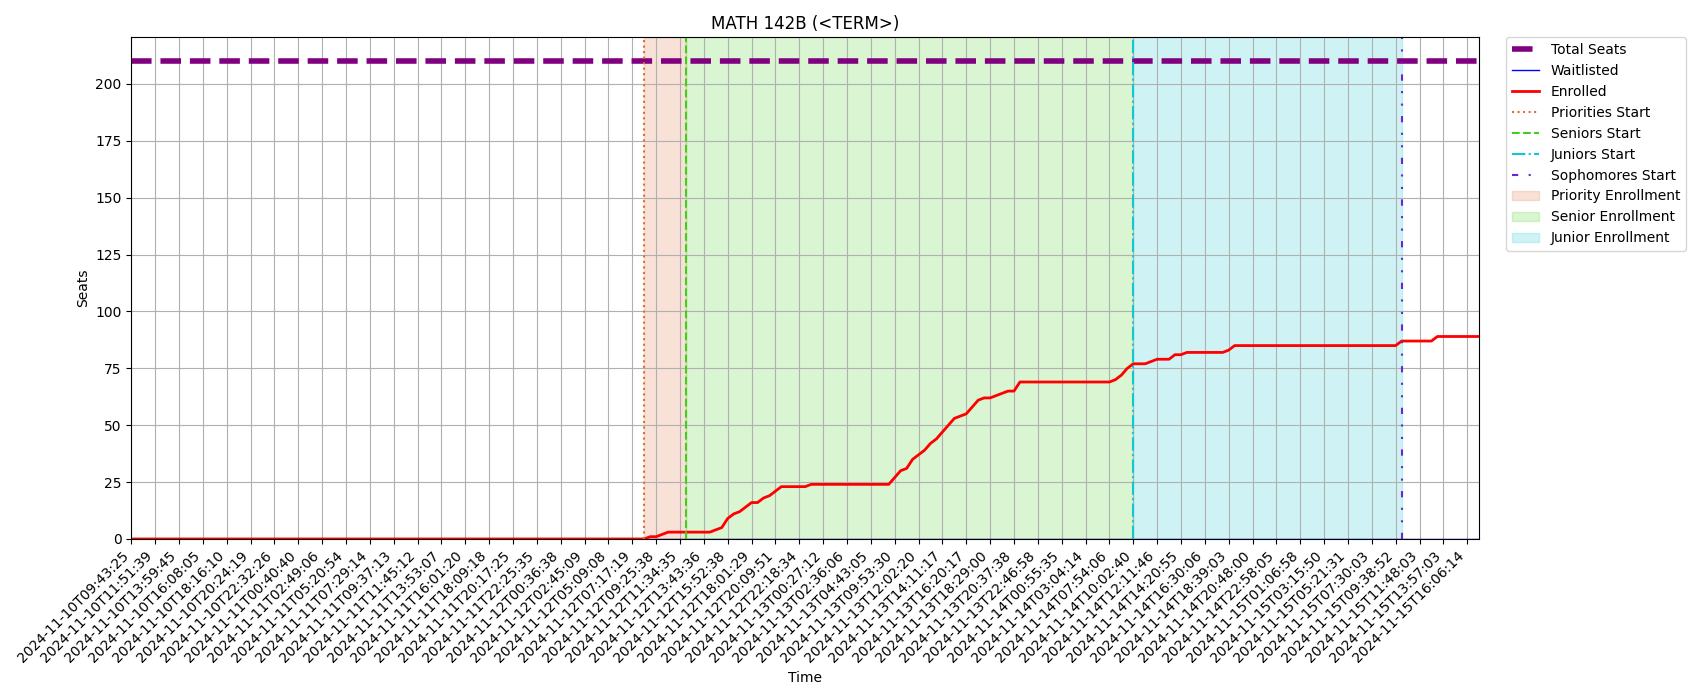 MATH 142B (<TERM>)
Total Seats
Waitlisted
Enrolled
Priorities Start
Seniors Start
Juniors Start
Sophomores Start
Priority Enrollment
Senior Enrollment
Junior Enrollment
Seats
200
175
150
125
100
75
50
25
0
2024-11-10T09:43:25
2024-11-10T11:51:39
2024-11-10T13:59:45
2024-11-10T16:08:05
2024-11-10T18:16:10
2024-11-10T20:24:19
2024-11-10T22:32:26
2024-11-11T00:40:40
2024-11-11T02:49:06
2024-11-11T05:20:54
2024-11-11T07:29:14
2024-11-11T09:37:13
2024-11-11T11:45:12
2024-11-11T13:53:07
2024-11-11T16:01:20
2024-11-11T18:09:18
2024-11-11T20:17:25
2024-11-11T22:25:35
2024-11-12T00:36:38
2024-11-12T02:45:09
2024-11-12T05:09:08
2024-11-12T07:17:19
2024-11-12T09:25:38
2024-11-12T11:34:35
2024-11-12T13:43:36
2024-11-12T15:52:38
2024-11-12T18:01:29
2024-11-12T20:09:51
2024-11-12T22:18:34
2024-11-13T00:27:12
2024-11-13T02:36:06
2024-11-13T04:43:05
2024-11-13T09:53:30
2024-11-13T12:02:20
2024-11-13T14:11:17
2024-11-13T16:20:17
2024-11-13T18:29:00
2024-11-13T20:37:38
2024-11-13T22:46:58
2024-11-14T00:55:35
2024-11-14T03:04:14
2024-11-14T07:54:06
2024-11-14T10:02:40
2024-11-14T12:11:46
2024-11-14T14:20:55
2024-11-14T16:30:06
2024-11-14T18:39:03
2024-11-14T20:48:00
2024-11-14T22:58:05
2024-11-15T01:06:58
2024-11-15T03:15:50
2024-11-15T05:21:31
2024-11-15T07:30:03
2024-11-15T09:38:52
2024-11-15T11:48:03
2024-11-15T13:57:03
2024-11-15T16:06:14
Time